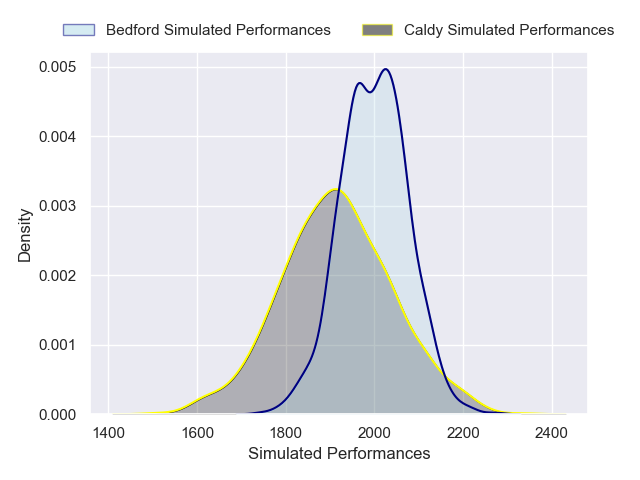 Bedford Simulated Performances Caldy Simulated Performances
0.005
0.004
0.003
0.002
0.001
0.000
Density
1400 1600 1800 2000 2200 2400
Simulated Performances